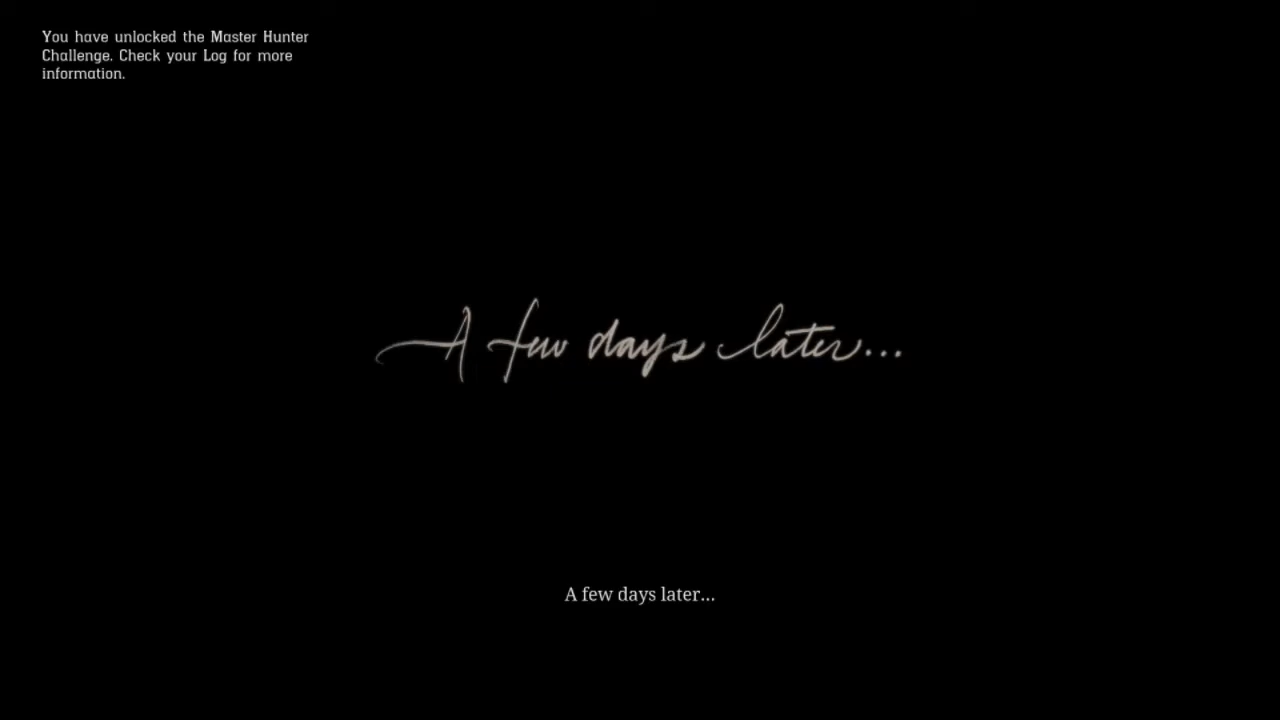 You have unlocked the Master Hunter
Challenge. Check your Log for more
information.
A few days later...
A few days later...